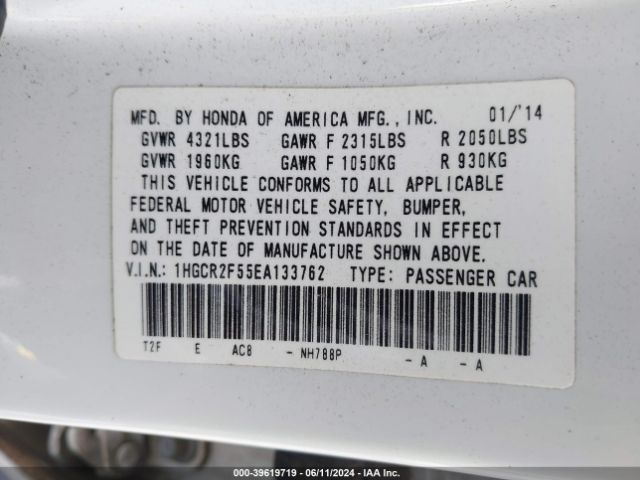 MFD. BY HONDA OF AMERICA MFG., INC. 01/'14
GVWR 4321LBS GAWR F 2315LBS R 2050LBS
GVWR 1960KG GAWR F 1050KG R 930KG
THIS VEHICLE CONFORMS TO ALL APPLICABLE
FEDERAL MOTOR VEHICLE SAFETY, BUMPER,
AND THEFT PREVENTION STANDARDS IN EFFECT
ON THE DATE OF MANUFACTURE SHOWN ABOVE.
V.I.N.: 1HGCR2F55EA133762 TYPE: PASSENGER CAR
T2F E AC8 - NH788P - A - A
000-39619719 - 06/11/2024 - IAA Inc.